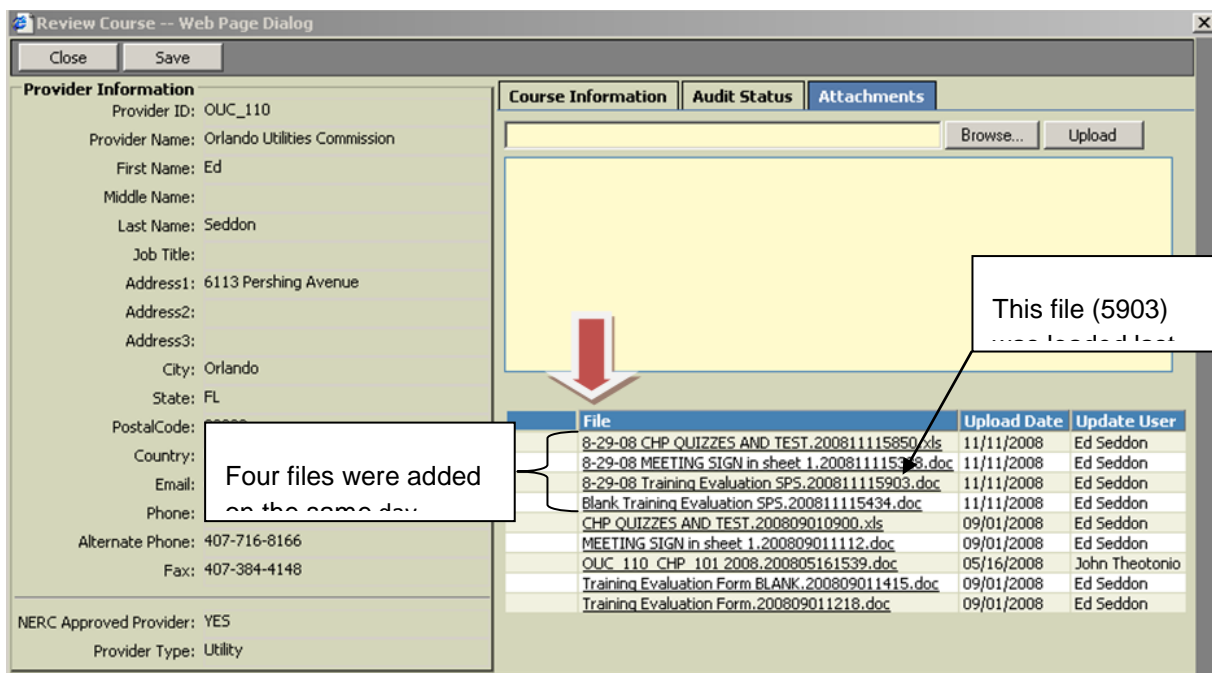 Review Course -- Web Page Dialog
Close Save
Provider Information
Provider ID: OUC_110
Provider Name: Orlando Utilities Commission
First Name: Ed
Middle Name:
Last Name: Seddon
Job Title:
Address1: 6113 Pershing Avenue
Address2:
Address3:
City: Orlando
State: FL
PostalCode:
Country:
Email:
Phone:
Alternate Phone: 407-716-8166
Fax: 407-384-4148
NERC Approved Provider: YES
Provider Type: Utility
Four files were added
on the same day
Course Information Audit Status Attachments
Browse... Upload
This file (5903)
was loaded last
File Upload Date Update User
8-29-08 CHP QUIZZES AND TEST.200811115850.xls 11/11/2008 Ed Seddon
8-29-08 MEETING SIGN in sheet 1. 11/11/2008 Ed Seddon
8-29-08 Training Evaluation SPS.200811115903.doc 11/11/2008 Ed Seddon
Blank Training Evaluation SPS.200811115434.doc 11/11/2008 Ed Seddon
CHP QUIZZES AND TEST.200809010900.xls 09/01/2008 Ed Seddon
MEETING SIGN in sheet 1.200809011112.doc 09/01/2008 Ed Seddon
OUC_110_CHP_101 2008.200805161539.doc 05/16/2008 John Theotonio
Training Evaluation Form BLANK.200809011415.doc 09/01/2008 Ed Seddon
Training Evaluation Form.200809011218.doc 09/01/2008 Ed Seddon